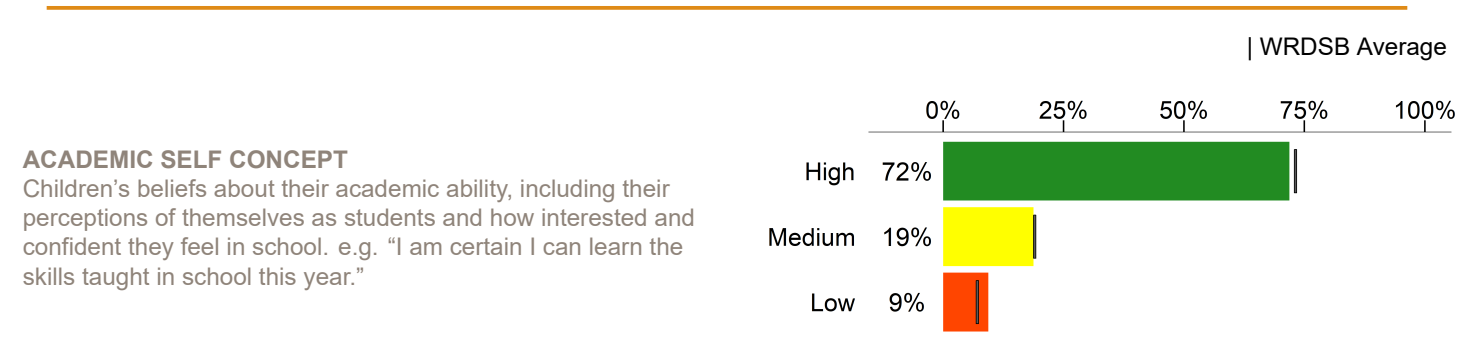 | WRDSB Average
0% 25% 50% 75% 100%
ACADEMIC SELF CONCEPT
Children’s beliefs about their academic ability, including their
perceptions of themselves as students and how interested and
confident they feel in school. e.g. “I am certain I can learn the
skills taught in school this year.”
High 72%
Medium 19%
Low 9%